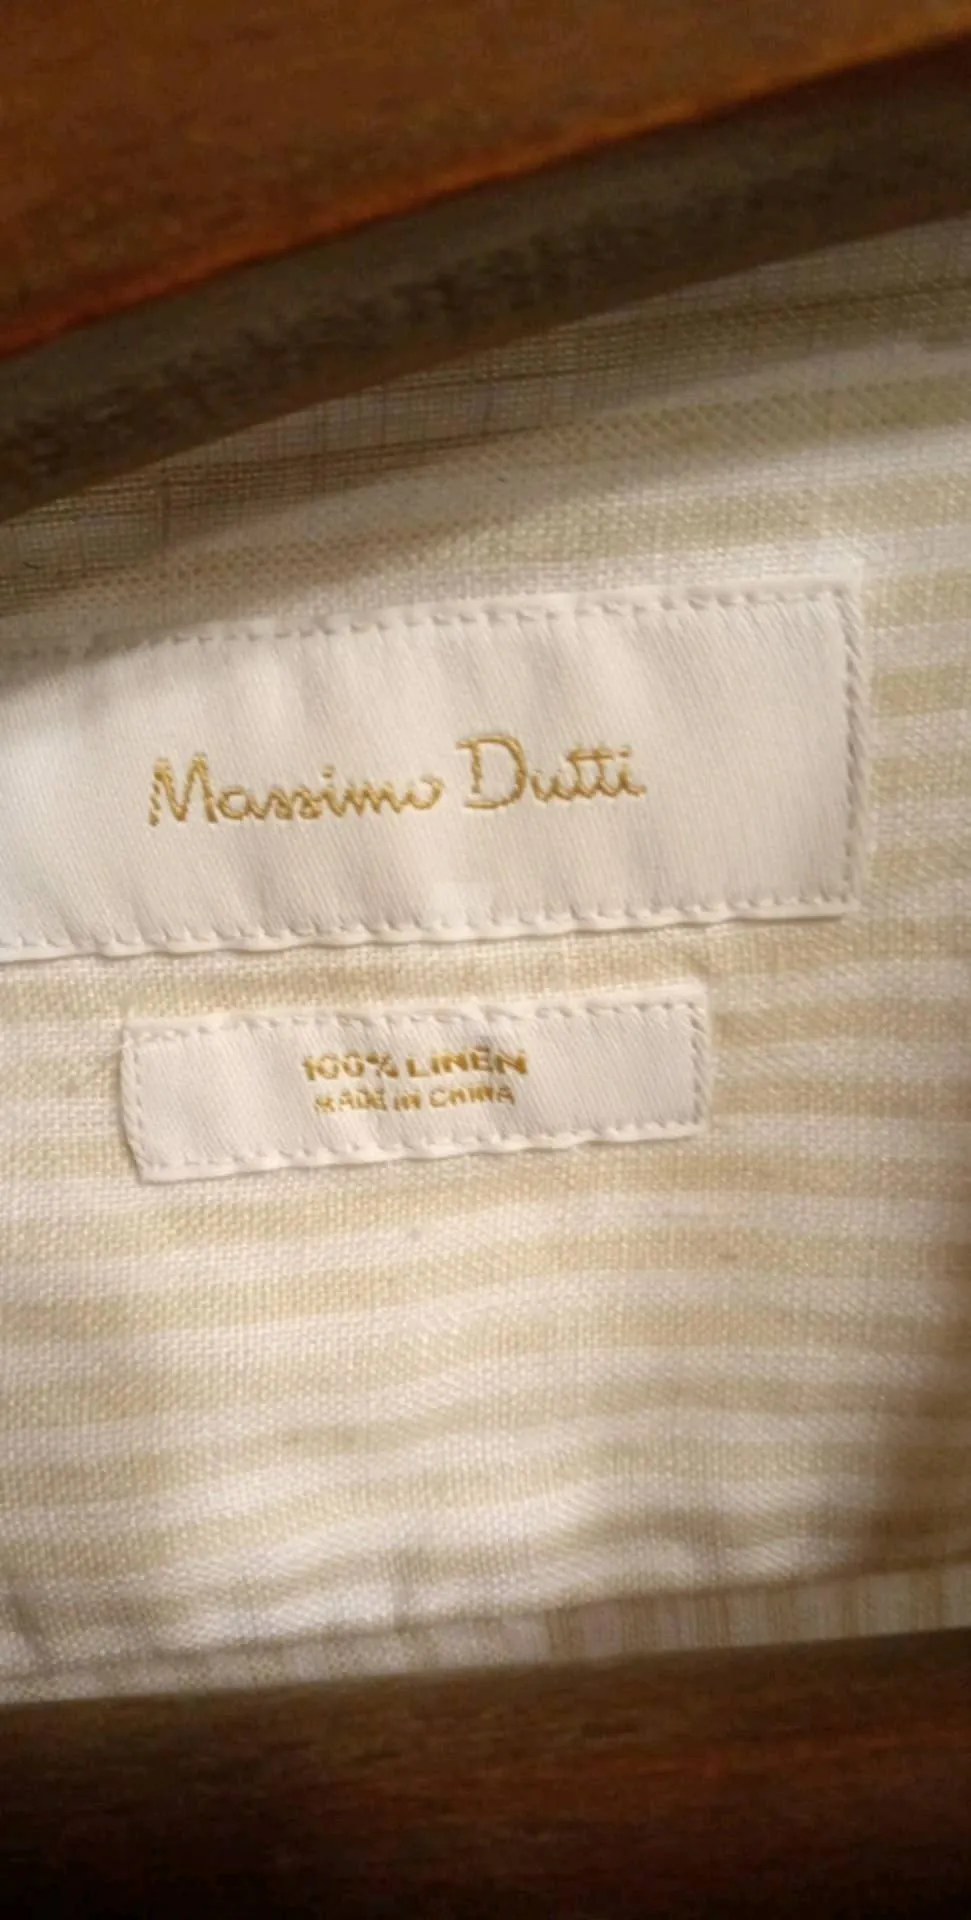 Massimo Dutti
100% LINEN
MADE IN CHINA